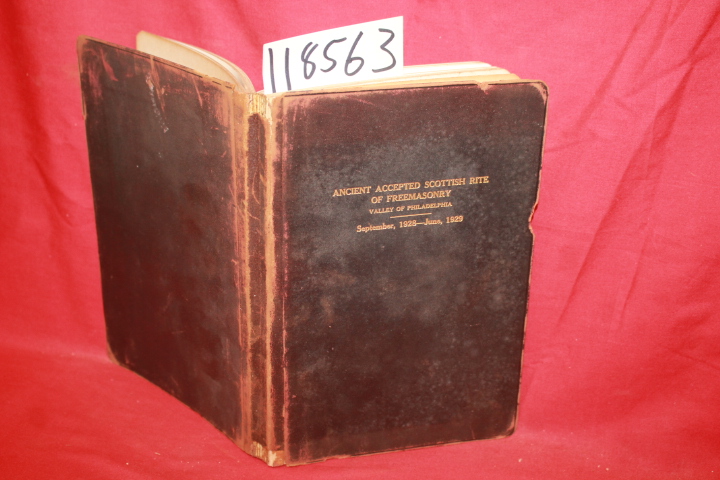 118563
ANCIENT ACCEPTED SCOTTISH RITE
OF FREEMASONRY
VALLEY OF PHILADELPHIA
September, 1928—June, 1929